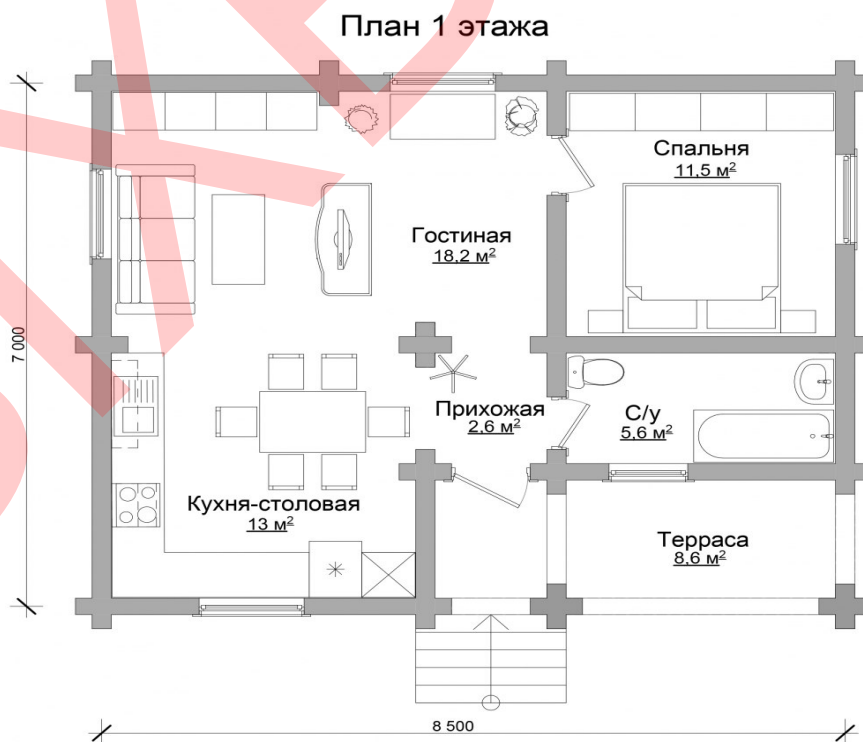 План 1 этажа
Спальня
11,5 м²
Гостиная
18,2 м²
7 000
Прихожая
2,6 м²
С/у
5,6 м²
Кухня-столовая
13 м²
Терраса
8,6 м²
8 500